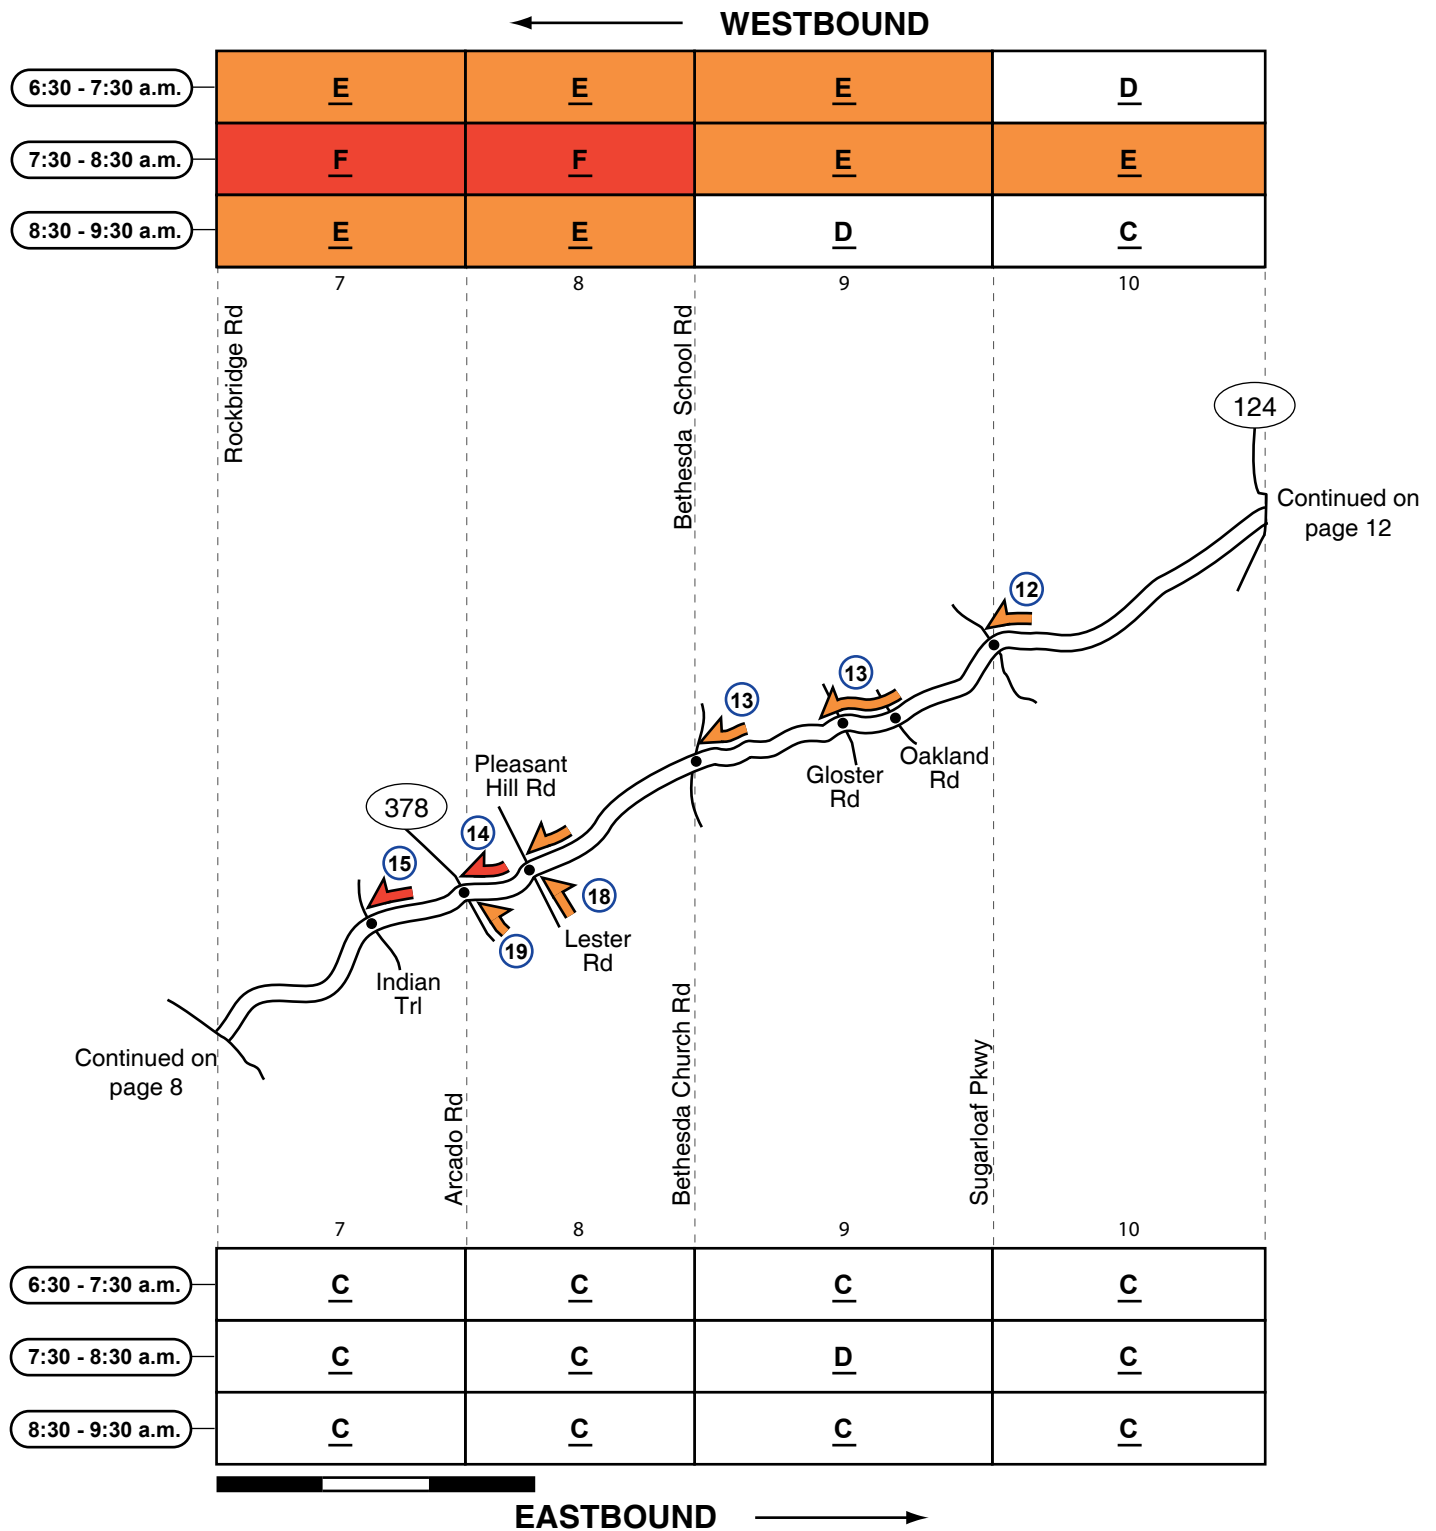 WESTBOUND
6:30 - 7:30 a.m.
E
E
E
D
7:30 - 8:30 a.m.
F
F
E
E
8:30 - 9:30 a.m.
E
E
D
C
7
8
9
10
Rockbridge Rd
Bethesda School Rd
124
Continued on
page 12
12
13
13
Oakland
Rd
Gloster
Rd
Pleasant
Hill Rd
378
14
15
18
19
Lester
Rd
Indian
Trl
Continued on
page 8
Arcado Rd
Bethesda Church Rd
Sugarloaf Pkwy
7
8
9
10
6:30 - 7:30 a.m.
C
C
C
C
7:30 - 8:30 a.m.
C
C
D
C
8:30 - 9:30 a.m.
C
C
C
C
EASTBOUND